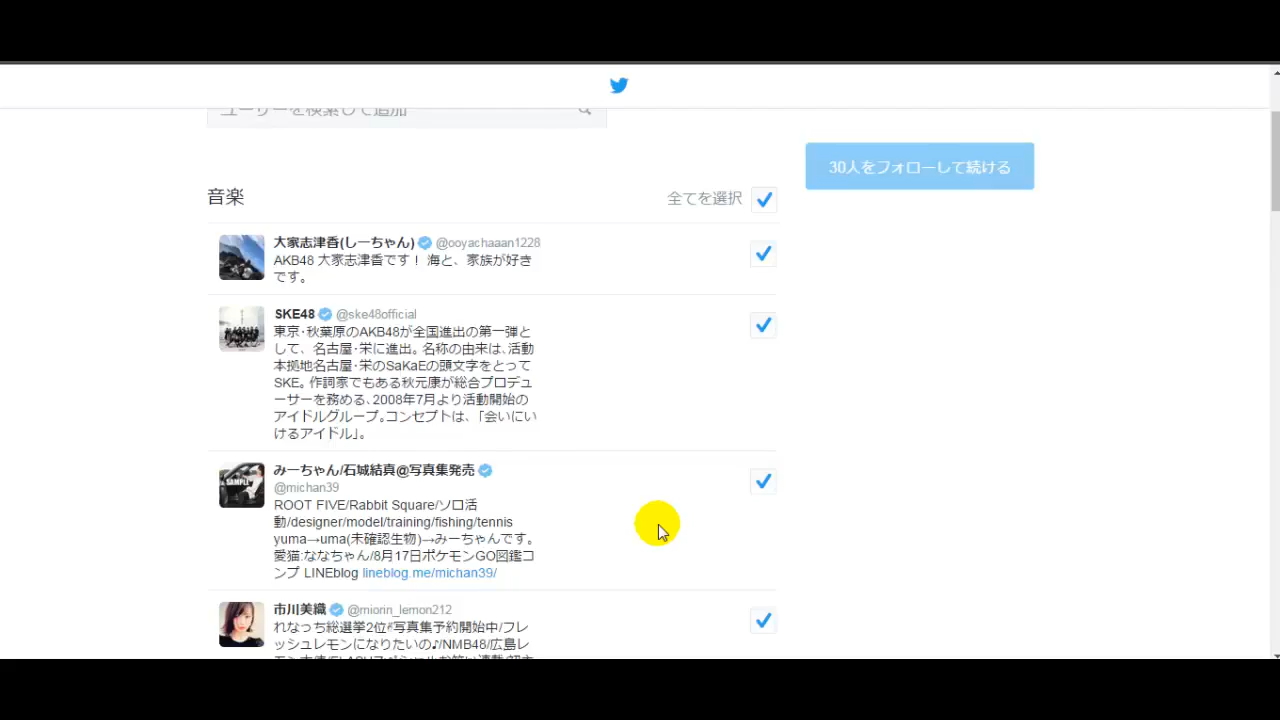 ユーザーを検索して追加
30人をフォローして続ける
音楽
全てを選択
大家志津香(しーちゃん) @ooyachaaan1228
AKB48 大家志津香です！ 海と、家族が好き
です。
SKE48 @ske48official
東京･秋葉原のAKB48が全国進出の第一弾と
して、名古屋･栄に進出。名称の由来は、活動
本拠地名古屋･栄のSaKaEの頭文字をとって
SKE。作詞家でもある秋元康が総合プロデュ
ーサーを務める、2008年7月より活動開始の
アイドルグループ。コンセプトは、「会いにい
けるアイドル」。
みーちゃん/石城結真@写真集発売
@michan39
SAMPLE
ROOT FIVE/Rabbit Square/ソロ活
動/designer/model/training/fishing/tennis
yuma→uma(未確認生物)→みーちゃんです。
愛猫:ななちゃん/8月17日ポケモンGO図鑑コ
ンプ LINEblog lineblog.me/michan39/
市川美織 @miorin_lemon212
れなっち総選挙2位✌写真集予約開始中/フレ
ッシュレモンになりたいの♪/NMB48/広島レ